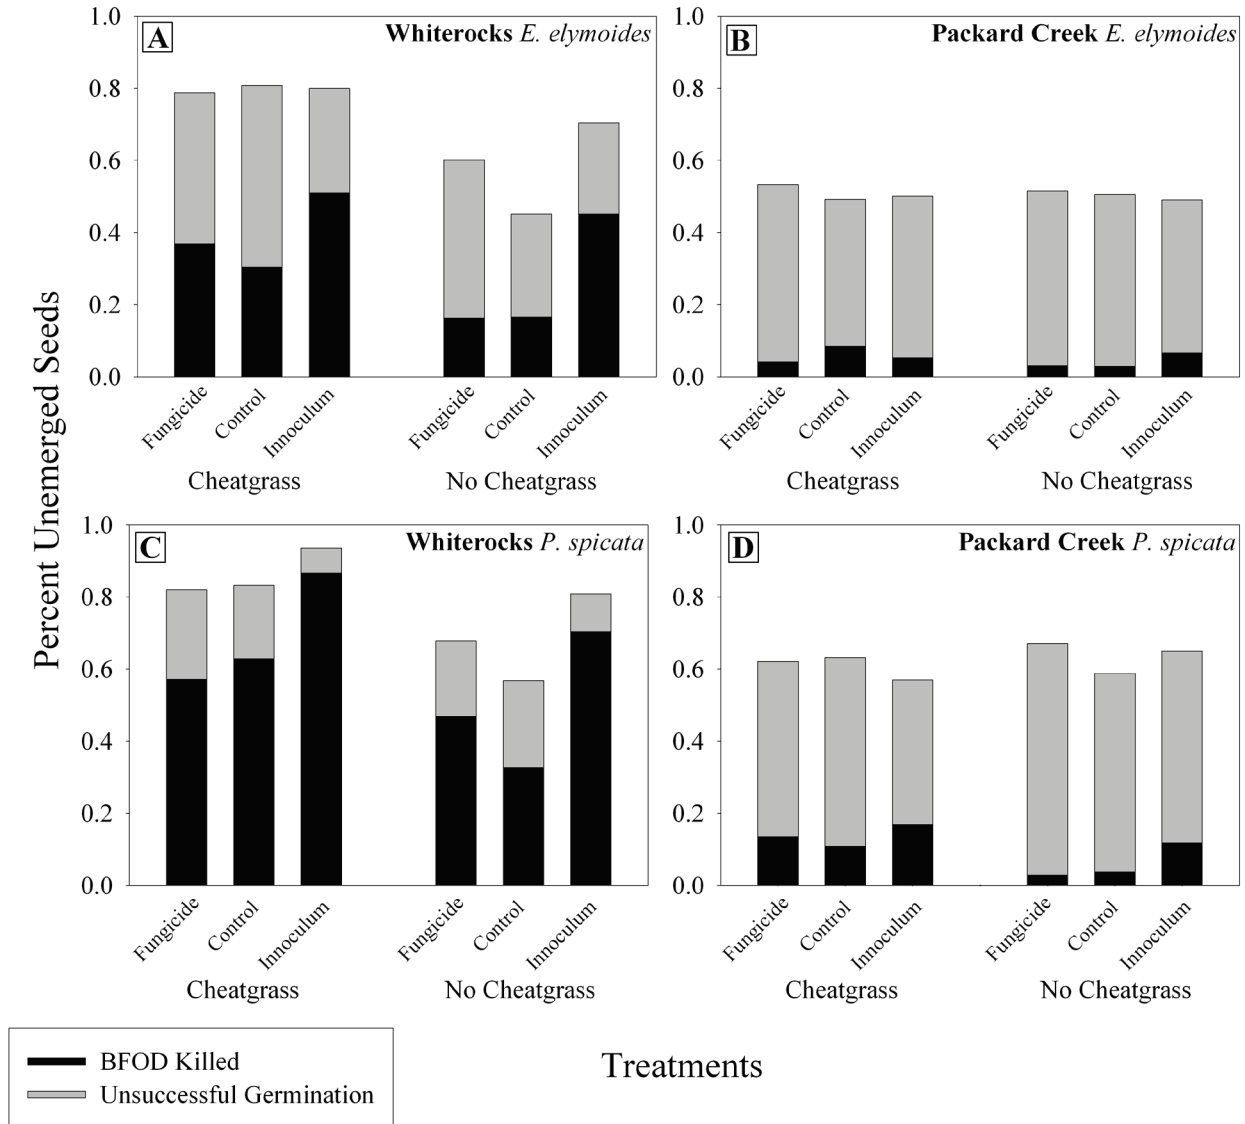 Percent Unemerged Seeds
A
Whiterocks E. elymoides
1.0
0.8
0.6
0.4
0.2
0.0
Fungicide
Control
Innoculum
Fungicide
Control
Innoculum
Cheatgrass
No Cheatgrass
B
Packard Creek E. elymoides
1.0
0.8
0.6
0.4
0.2
0.0
Fungicide
Control
Innoculum
Fungicide
Control
Innoculum
Cheatgrass
No Cheatgrass
C
Whiterocks P. spicata
1.0
0.8
0.6
0.4
0.2
0.0
Fungicide
Control
Innoculum
Fungicide
Control
Innoculum
Cheatgrass
No Cheatgrass
D
Packard Creek P. spicata
1.0
0.8
0.6
0.4
0.2
0.0
Fungicide
Control
Innoculum
Fungicide
Control
Innoculum
Cheatgrass
No Cheatgrass
BFOD Killed
Unsuccessful Germination
Treatments